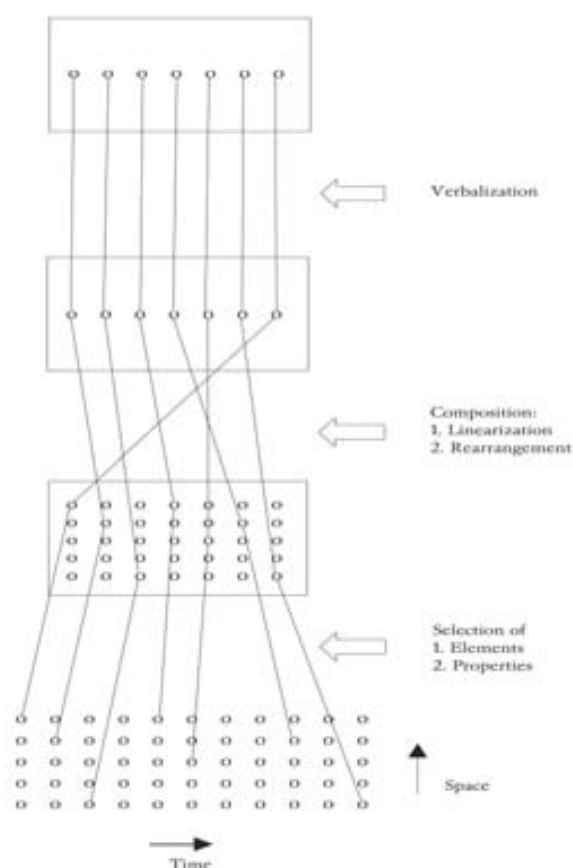 Verbalization
Composition:
1. Linearization
2. Rearrangement
Selection of
1. Elements
2. Properties
Space
Time